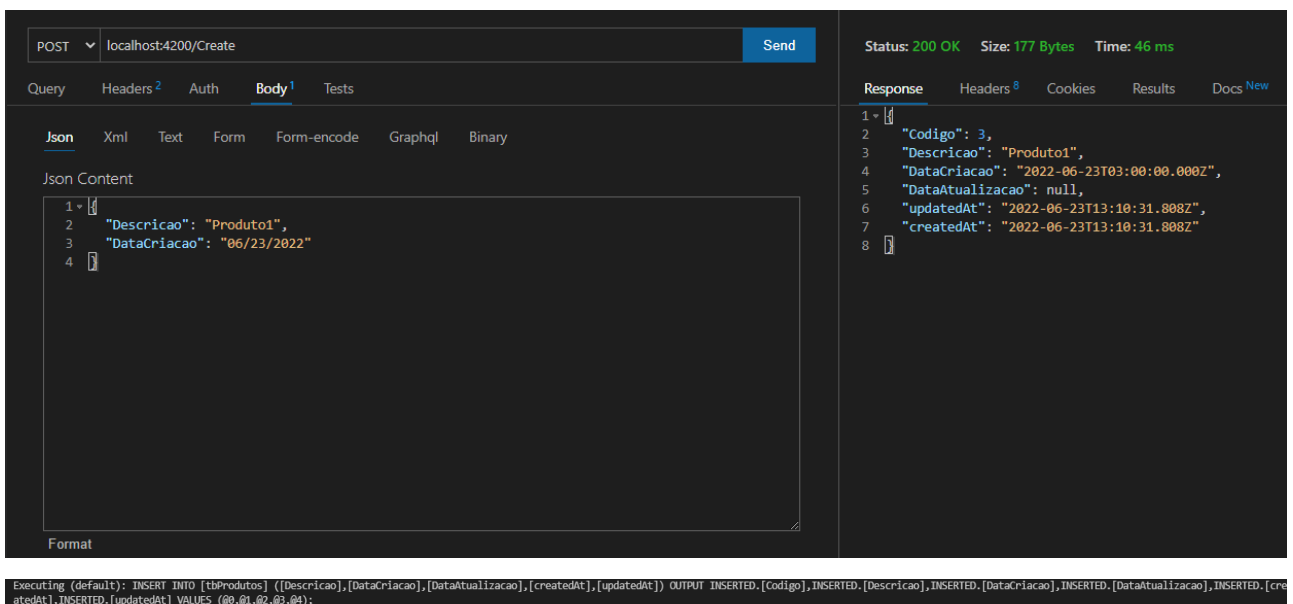 POST localhost:4200/Create Send
Query Headers 2 Auth Body 1 Tests
Json Xml Text Form Form-encode Graphql Binary
Json Content
1 {
2 "Descricao": "Produto1",
3 "DataCriacao": "06/23/2022"
4 }
Format
Status: 200 OK Size: 177 Bytes Time: 46 ms
Response Headers 8 Cookies Results Docs New
1 {
2 "Codigo": 3,
3 "Descricao": "Produto1",
4 "DataCriacao": "2022-06-23T03:00:00.000Z",
5 "DataAtualizacao": null,
6 "updatedAt": "2022-06-23T13:10:31.808Z",
7 "createdAt": "2022-06-23T13:10:31.808Z"
8 }
Executing (default): INSERT INTO [tbProdutos] ([Descricao],[DataCriacao],[DataAtualizacao],[createdAt],[updatedAt]) OUTPUT INSERTED.[Codigo],INSERTED.[Descricao],INSERTED.[DataCriacao],INSERTED.[DataAtualizacao],INSERTED.[cre
atedAt],INSERTED.[updatedAt] VALUES (@0,@1,@2,@3,@4);